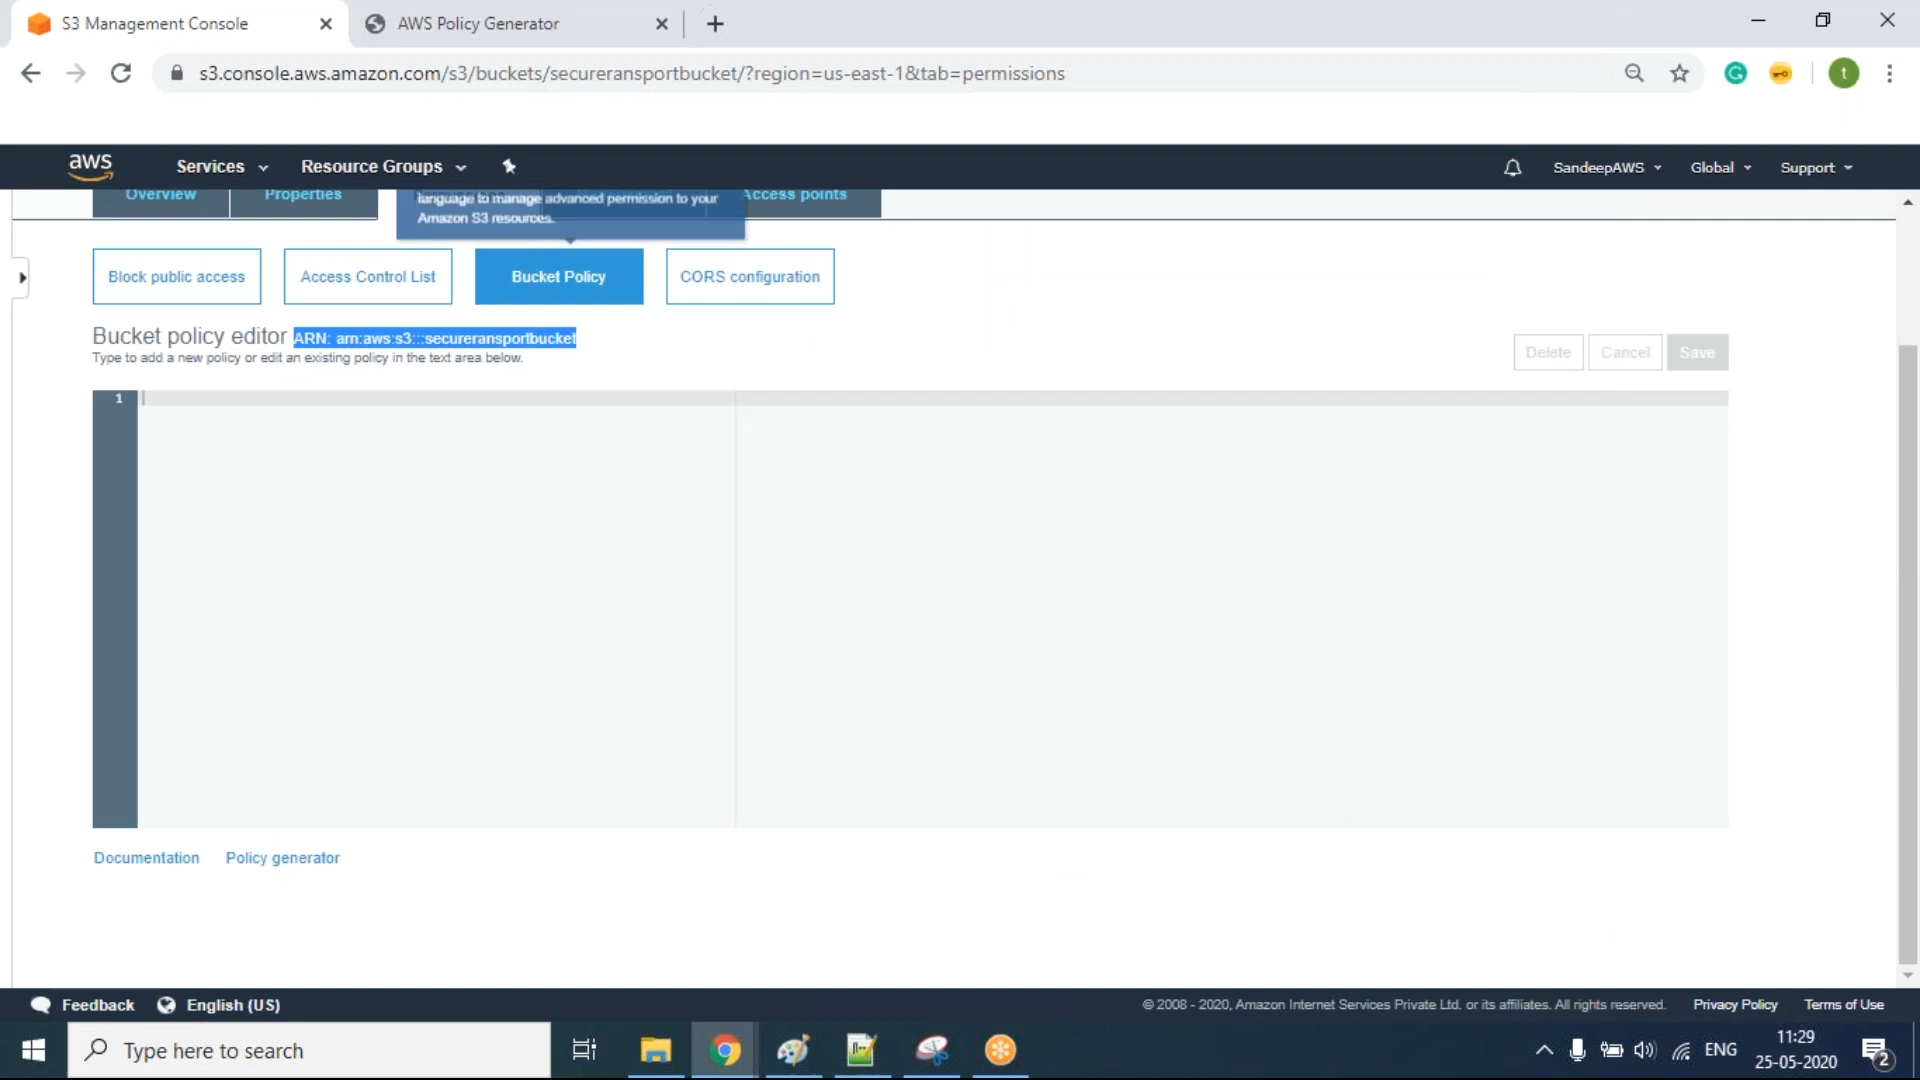 S3 Management Console
AWS Policy Generator
s3.console.aws.amazon.com/s3/buckets/secureransportbucket/?region=us-east-1&tab=permissions
t
aws
Services
Resource Groups
SandeepAWS
Global
Support
Overview
Properties
language to manage advanced permission to your
Amazon S3 resources.
Access points
Block public access
Access Control List
Bucket Policy
CORS configuration
Bucket policy editor ARN: arn:aws:s3:::secureransportbucket
Type to add a new policy or edit an existing policy in the text area below.
Delete
Cancel
Save
1
Documentation
Policy generator
Feedback
English (US)
© 2008 - 2020, Amazon Internet Services Private Ltd. or its affiliates. All rights reserved.
Privacy Policy
Terms of Use
Type here to search
ENG
11:29
25-05-2020
2